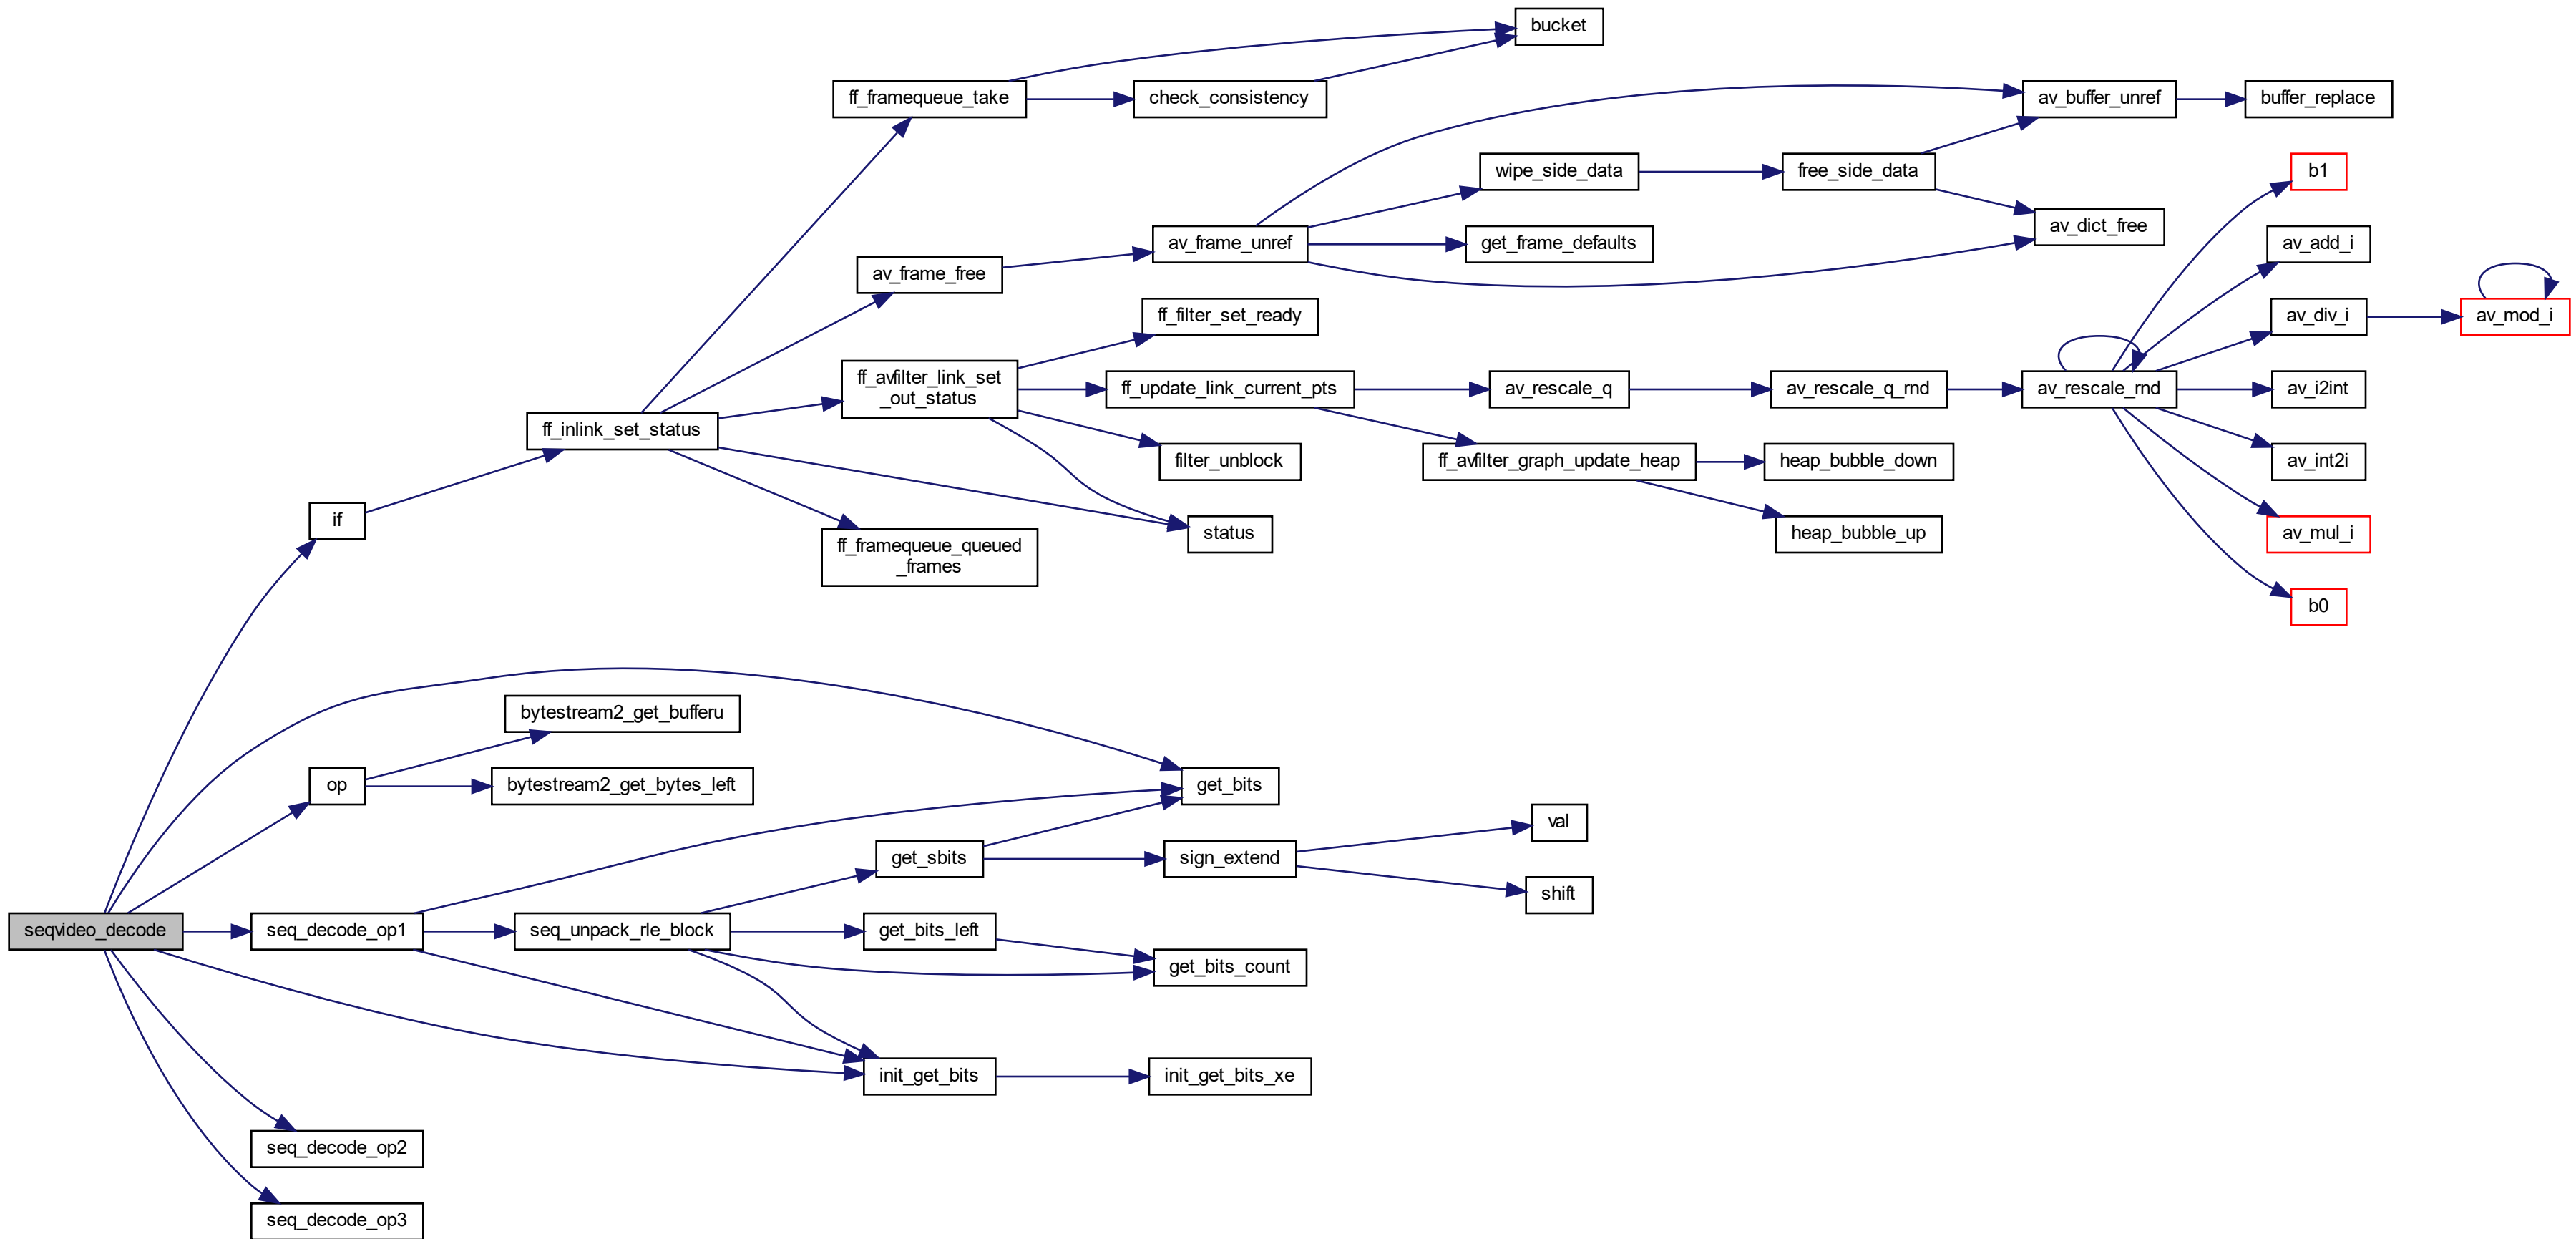 bucket
ff_framequeue_take
check_consistency
av_buffer_unref
buffer_replace
wipe_side_data
free_side_data
b1
av_dict_free
av_frame_unref
get_frame_defaults
av_add_i
av_frame_free
ff_filter_set_ready
av_div_i
av_mod_i
ff_avfilter_link_set
_out_status
ff_update_link_current_pts
av_rescale_q
av_rescale_q_rnd
av_rescale_rnd
av_i2int
ff_inlink_set_status
filter_unblock
ff_avfilter_graph_update_heap
heap_bubble_down
av_int2i
if
status
heap_bubble_up
av_mul_i
ff_framequeue_queued
_frames
b0
bytestream2_get_bufferu
op
bytestream2_get_bytes_left
get_bits
val
get_sbits
sign_extend
shift
seqvideo_decode
seq_decode_op1
seq_unpack_rle_block
get_bits_left
get_bits_count
init_get_bits
init_get_bits_xe
seq_decode_op2
seq_decode_op3